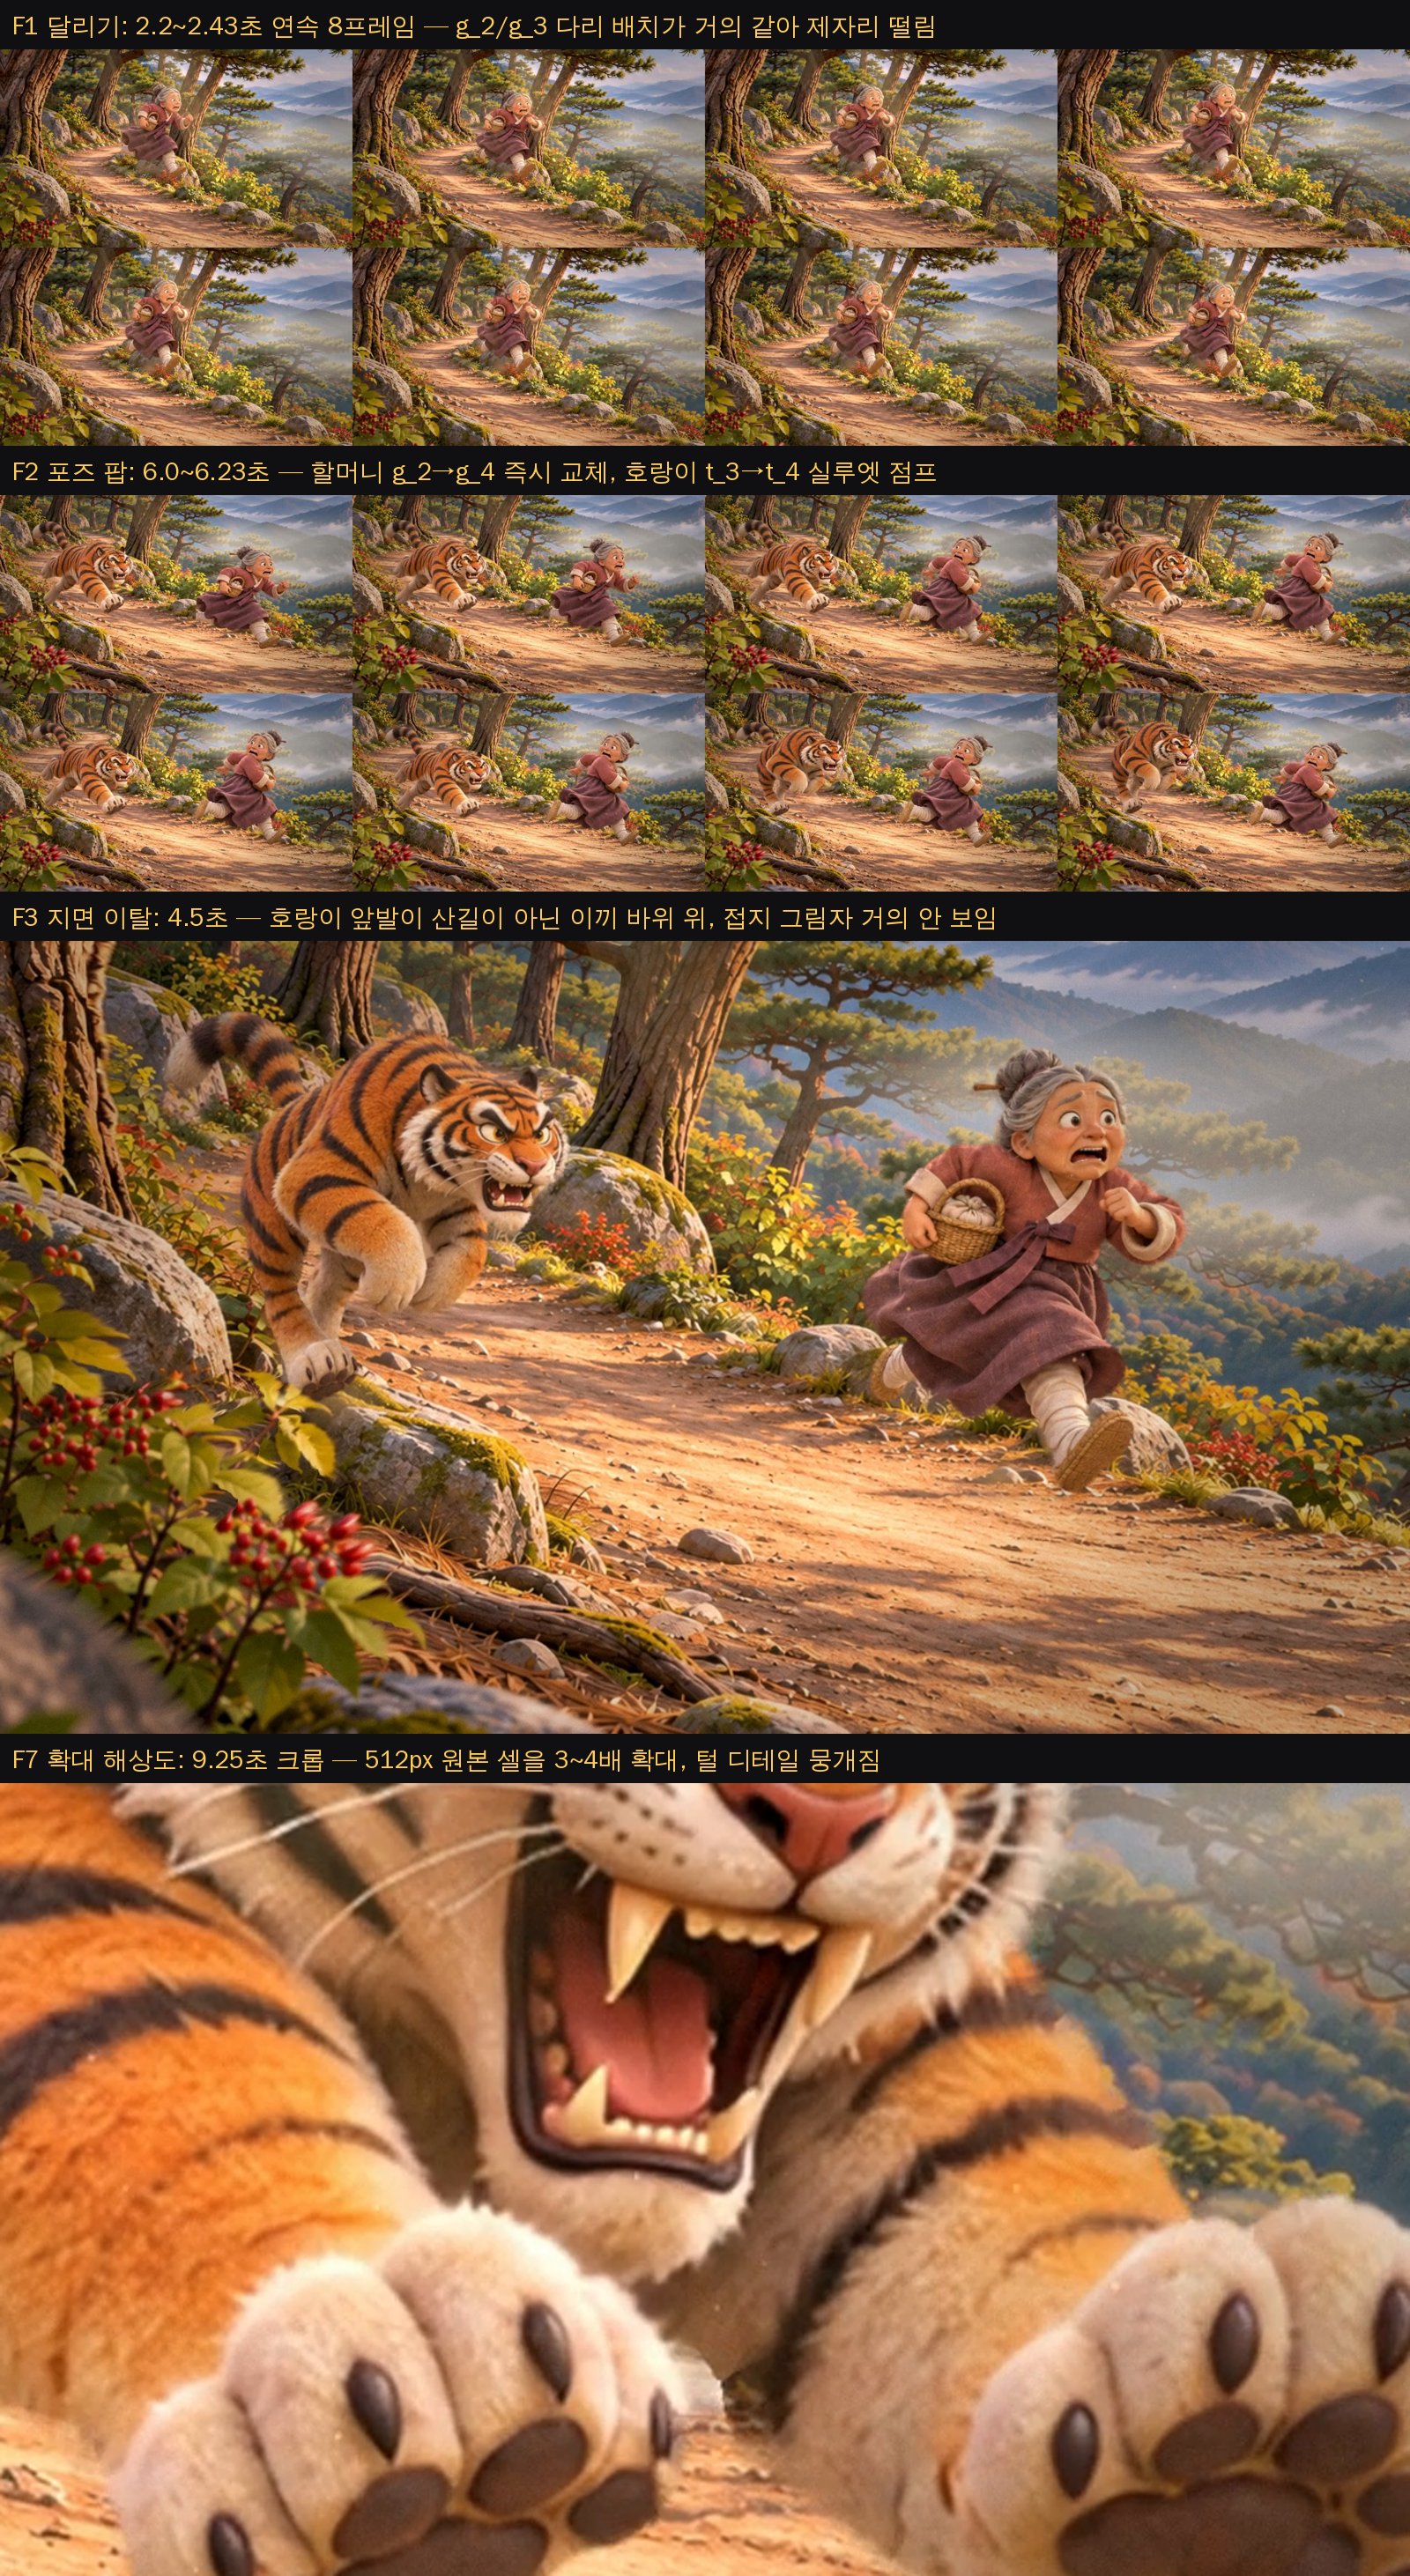 F1 달리기: 2.2~2.43초 연속 8프레임 — g_2/g_3 다리 배치가 거의 같아 제자리 떨림
F2 포즈 팝: 6.0~6.23초 — 할머니 g_2→g_4 즉시 교체, 호랑이 t_3→t_4 실루엣 점프
F3 지면 이탈: 4.5초 — 호랑이 앞발이 산길이 아닌 이끼 바위 위, 접지 그림자 거의 안 보임
F7 확대 해상도: 9.25초 크롭 — 512px 원본 셀을 3~4배 확대, 털 디테일 뭉개짐